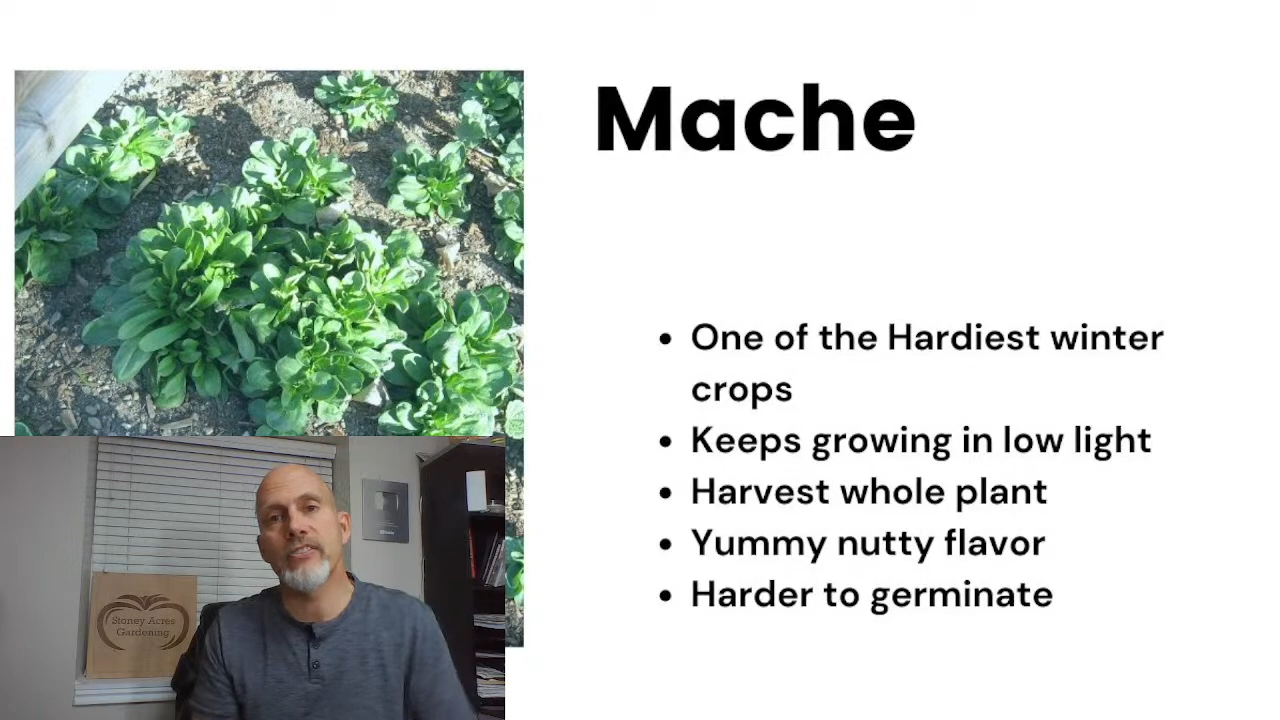 Mache
One of the Hardiest winter
crops
Keeps growing in low light
Harvest whole plant
Yummy nutty flavor
Harder to germinate
Stoney Acres
Gardening